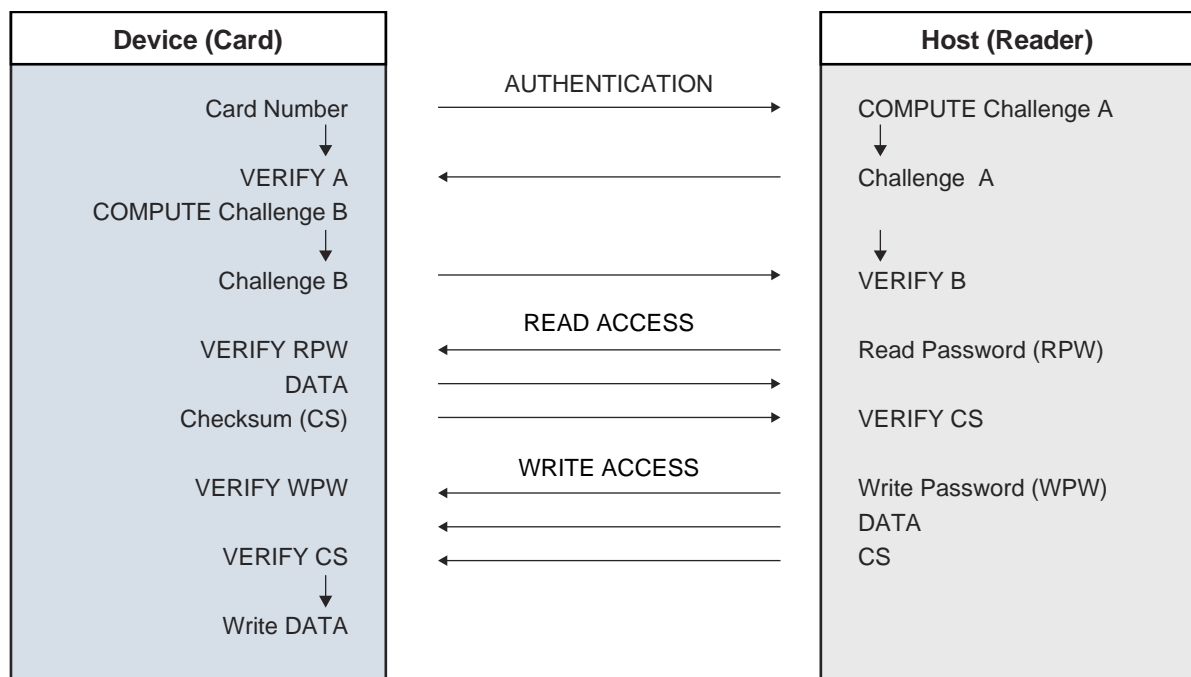 Device (Card)
Host (Reader)
AUTHENTICATION
Card Number
COMPUTE Challenge A
VERIFY A
Challenge A
COMPUTE Challenge B
Challenge B
VERIFY B
READ ACCESS
VERIFY RPW
Read Password (RPW)
DATA
Checksum (CS)
VERIFY CS
WRITE ACCESS
VERIFY WPW
Write Password (WPW)
DATA
VERIFY CS
CS
Write DATA